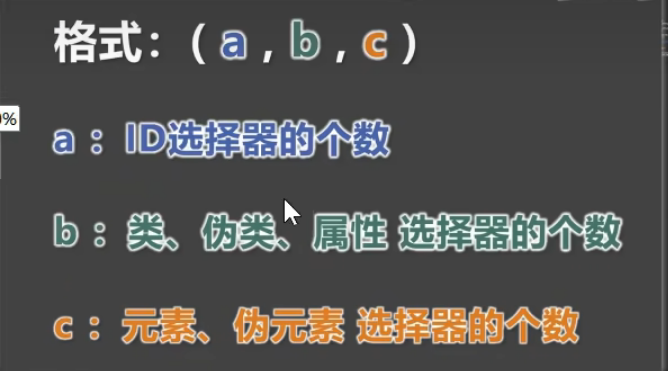 格式：( a , b , c )
0%
a ：ID选择器的个数
b ：类、伪类、属性 选择器的个数
c ：元素、伪元素 选择器的个数